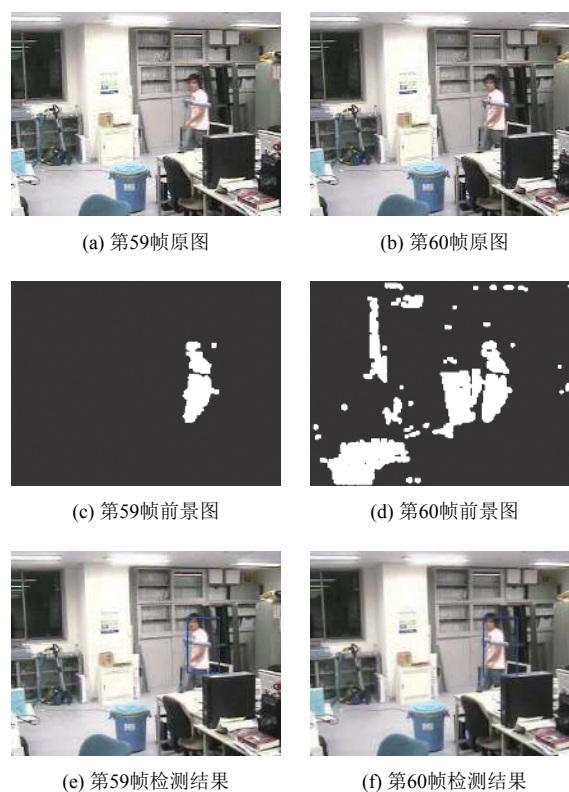 (a) 第59帧原图
(b) 第60帧原图
(c) 第59帧前景图
(d) 第60帧前景图
(e) 第59帧检测结果
(f) 第60帧检测结果